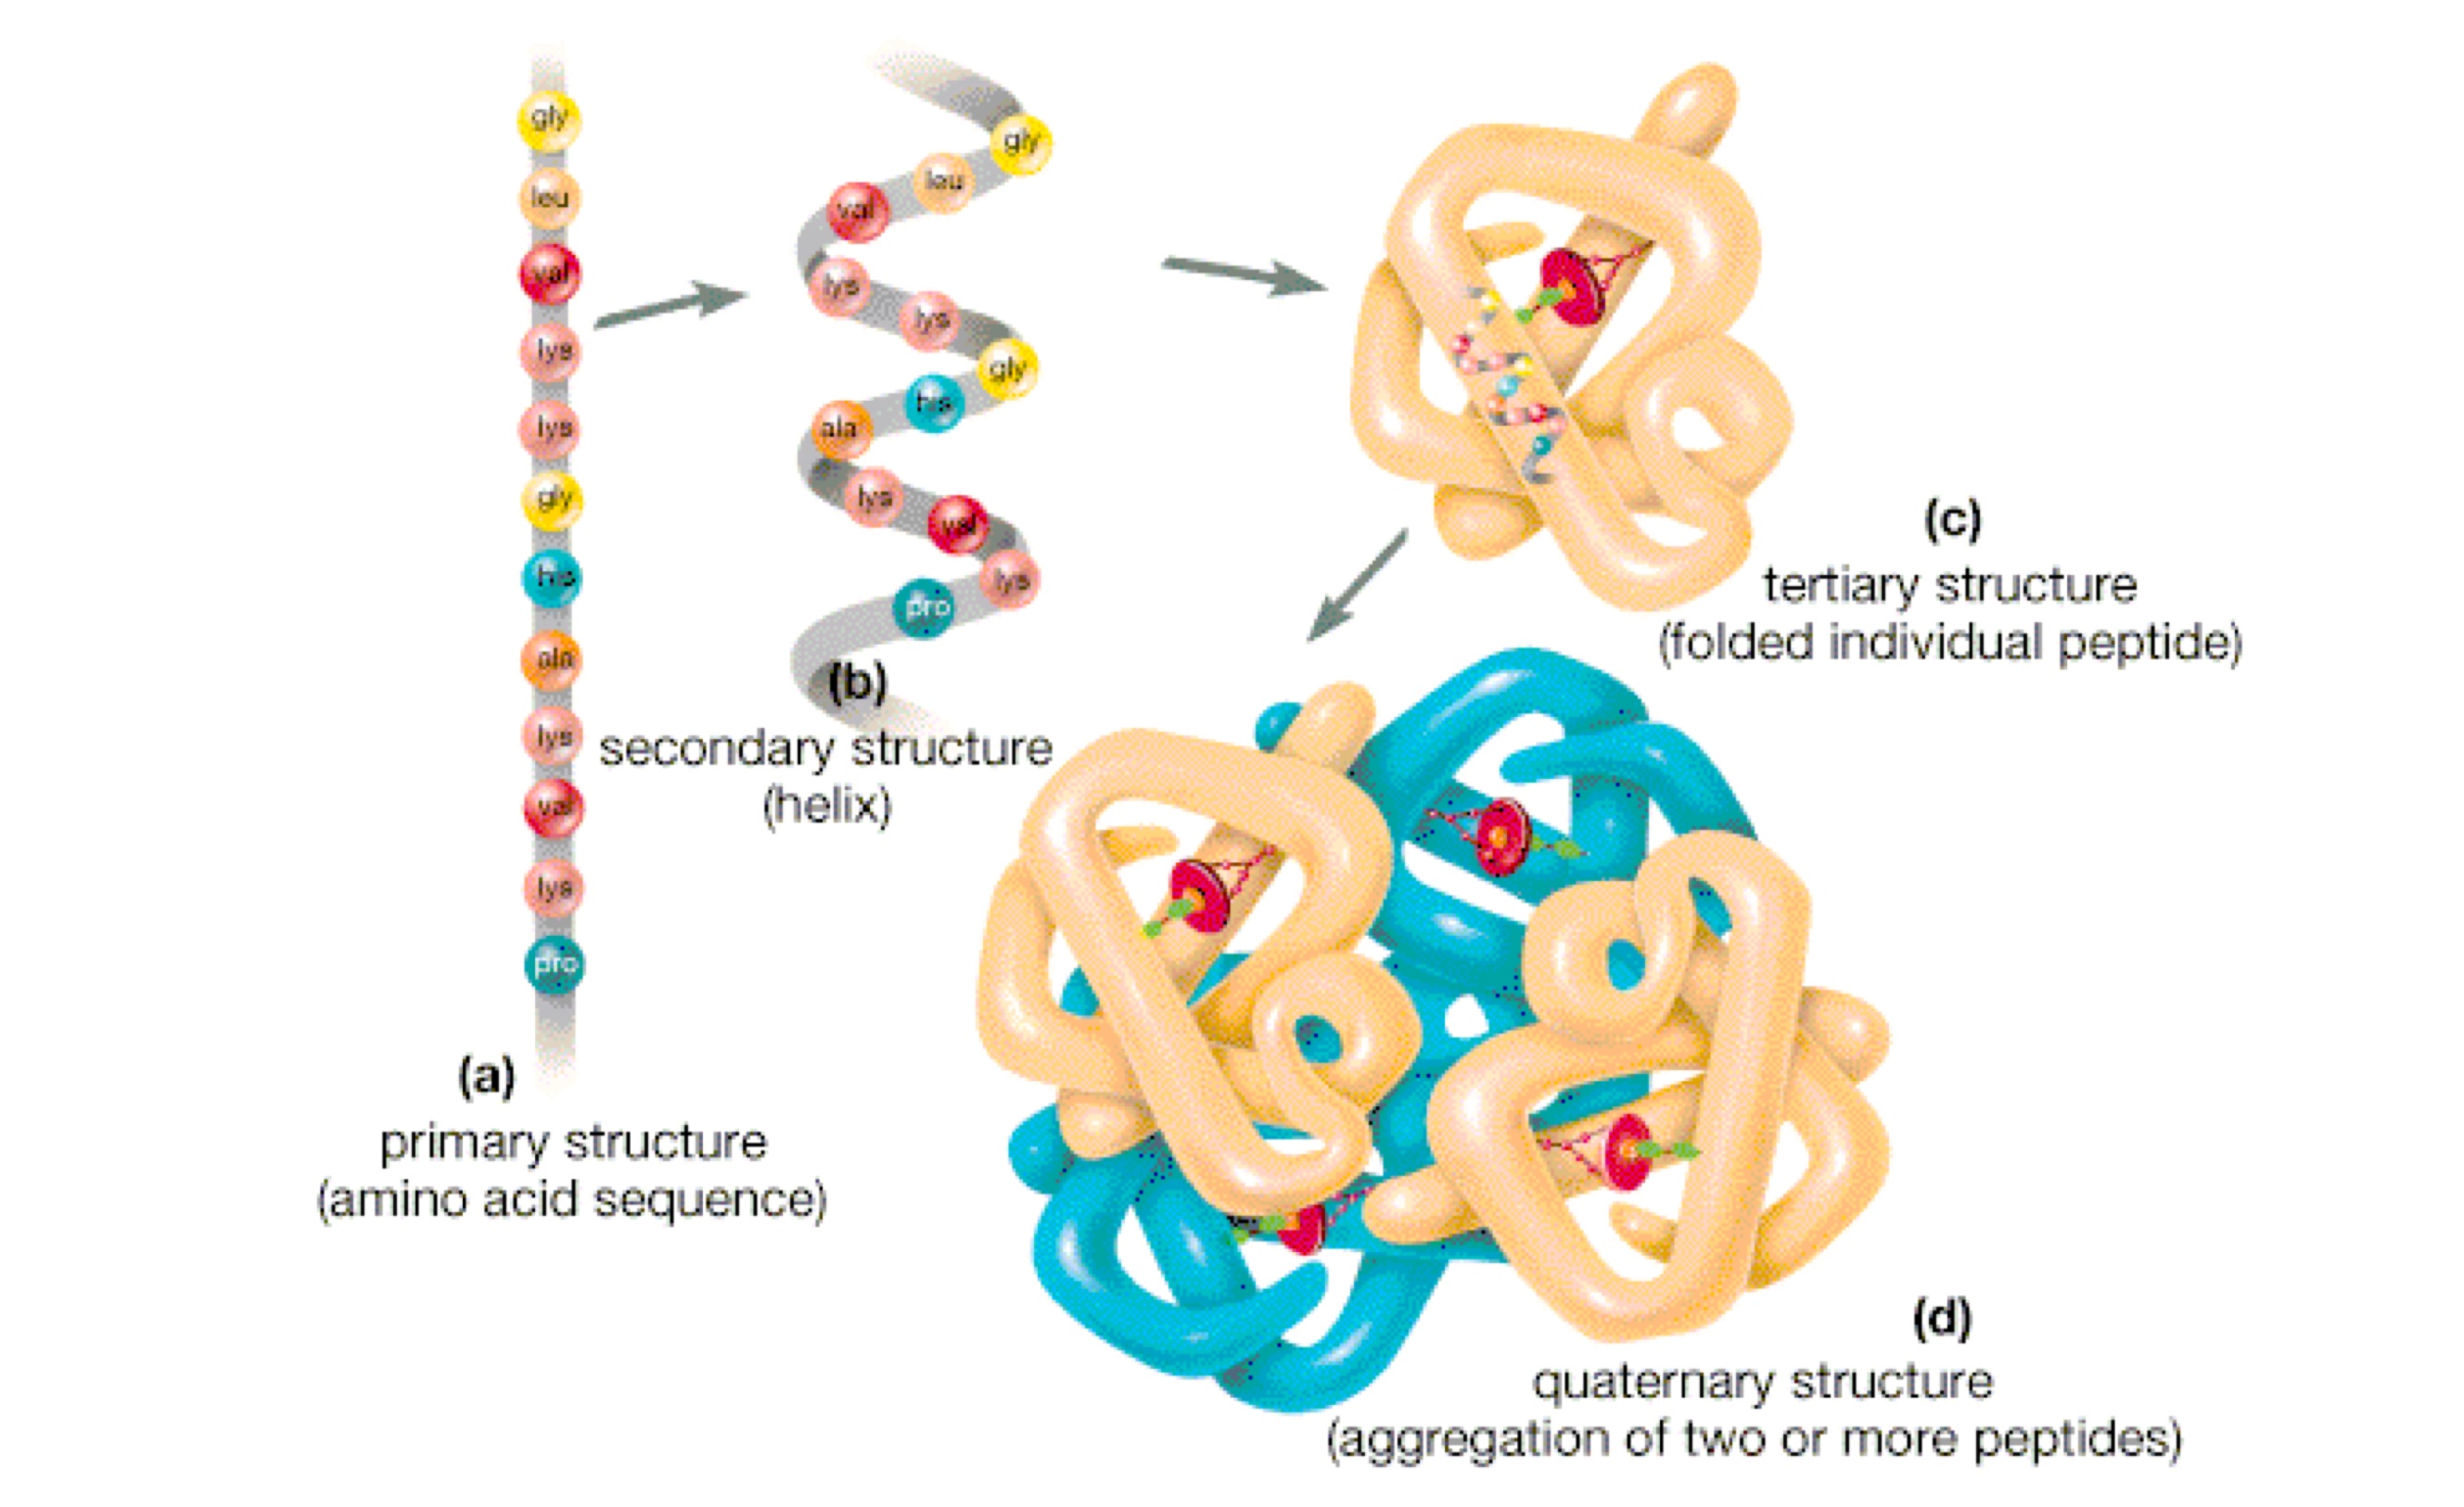 gly
leu
val
lys
lys
gly
his
ala
lys
val
lys
pro
(a)
primary structure
(amino acid sequence)
gly
leu
val
lys
lys
gly
his
ala
lys
val
lys
pro
(b)
secondary structure
(helix)
(c)
tertiary structure
(folded individual peptide)
(d)
quaternary structure
(aggregation of two or more peptides)